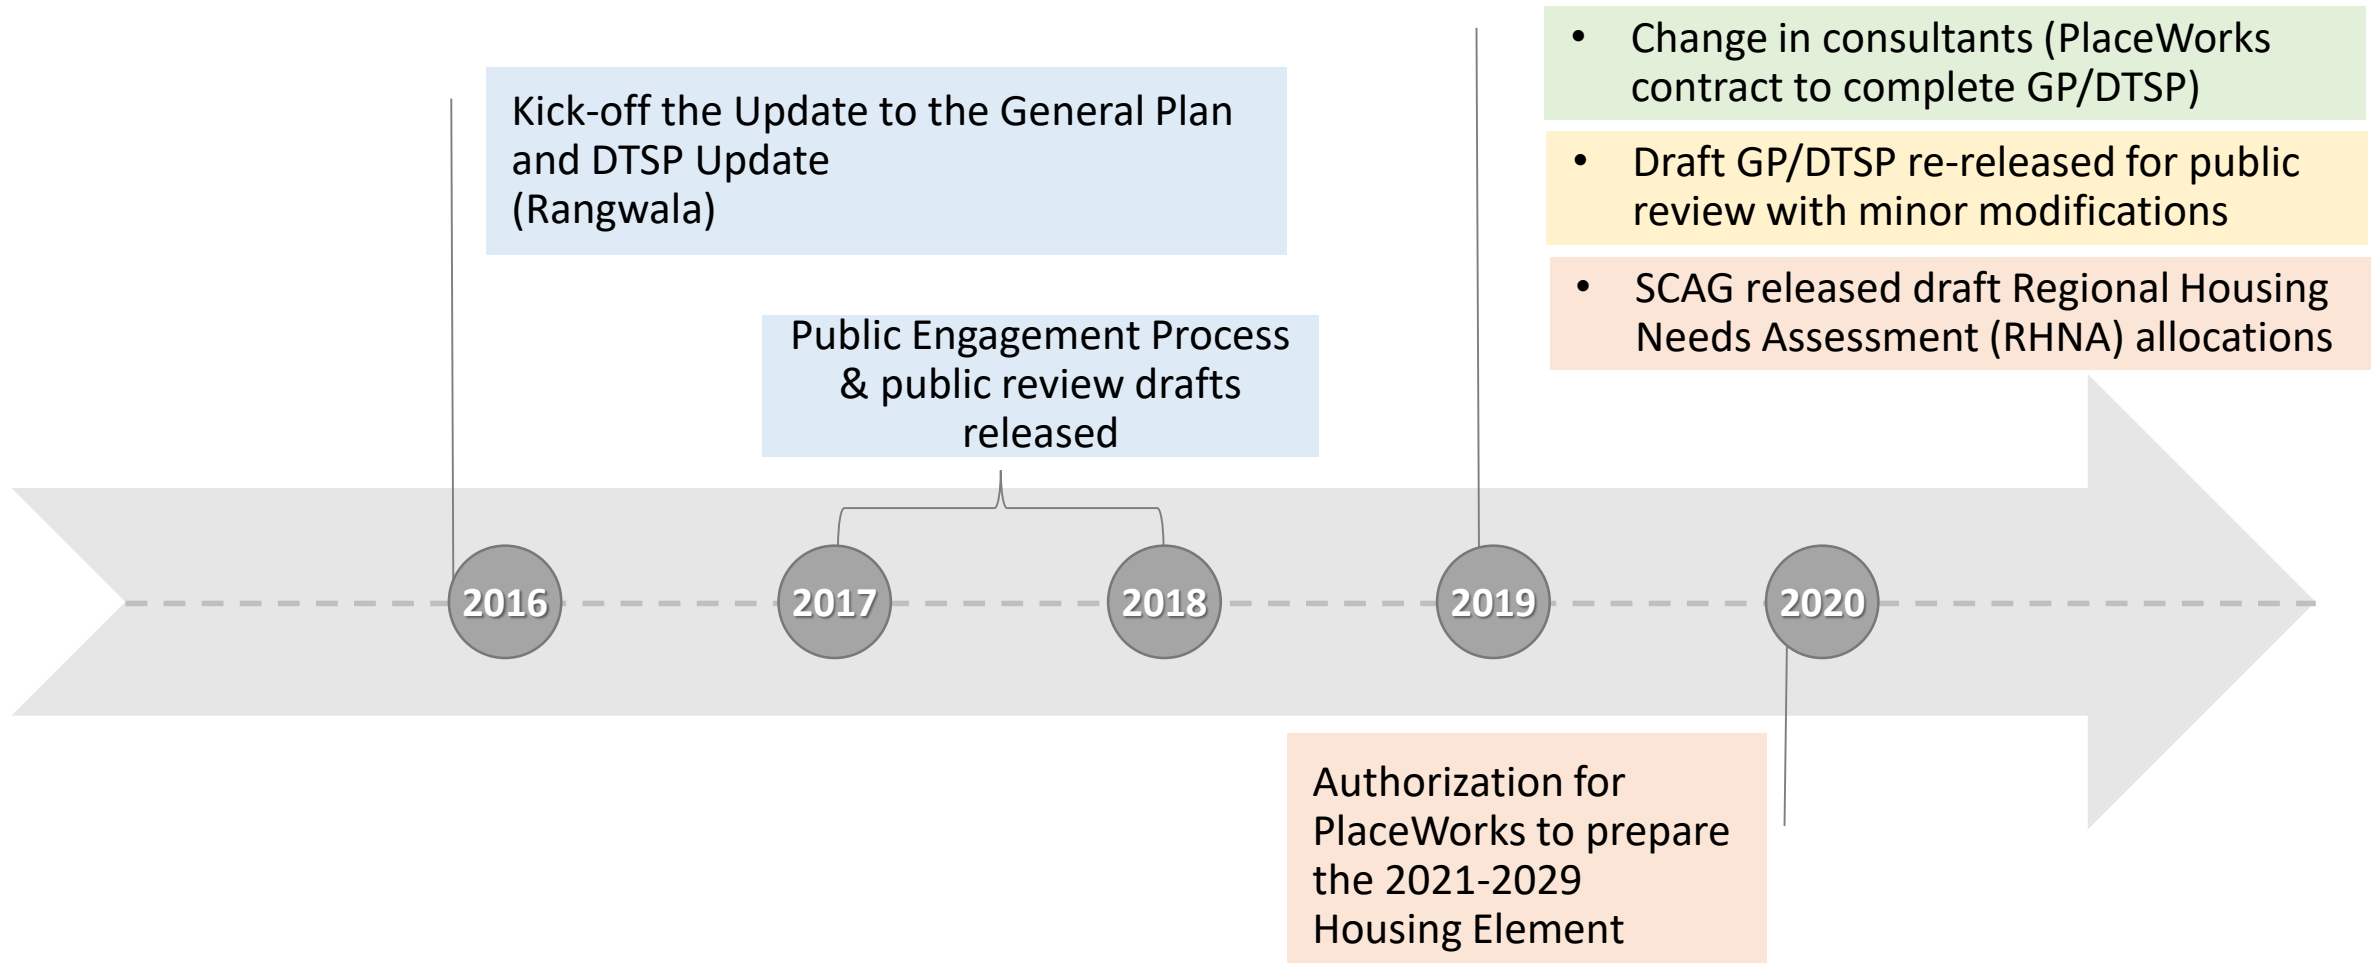 Kick-off the Update to the General Plan
and DTSP Update
(Rangwala)
Public Engagement Process
& public review drafts
released
• Change in consultants (PlaceWorks
contract to complete GP/DTSP)
• Draft GP/DTSP re-released for public
review with minor modifications
• SCAG released draft Regional Housing
Needs Assessment (RHNA) allocations
2016
2017
2018
2019
2020
Authorization for
PlaceWorks to prepare
the 2021-2029
Housing Element